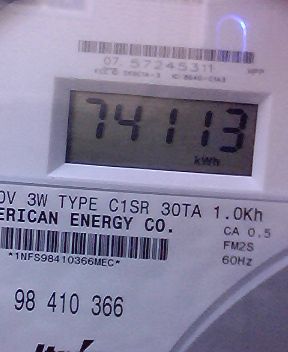 07 57245311
74113
kWh
0V 3W TYPE C1SR 30TA 1.0Kh
ERICAN ENERGY CO.
CA 0.5
FM2S
*1NFS98410366MEC*
60Hz
98 410 366